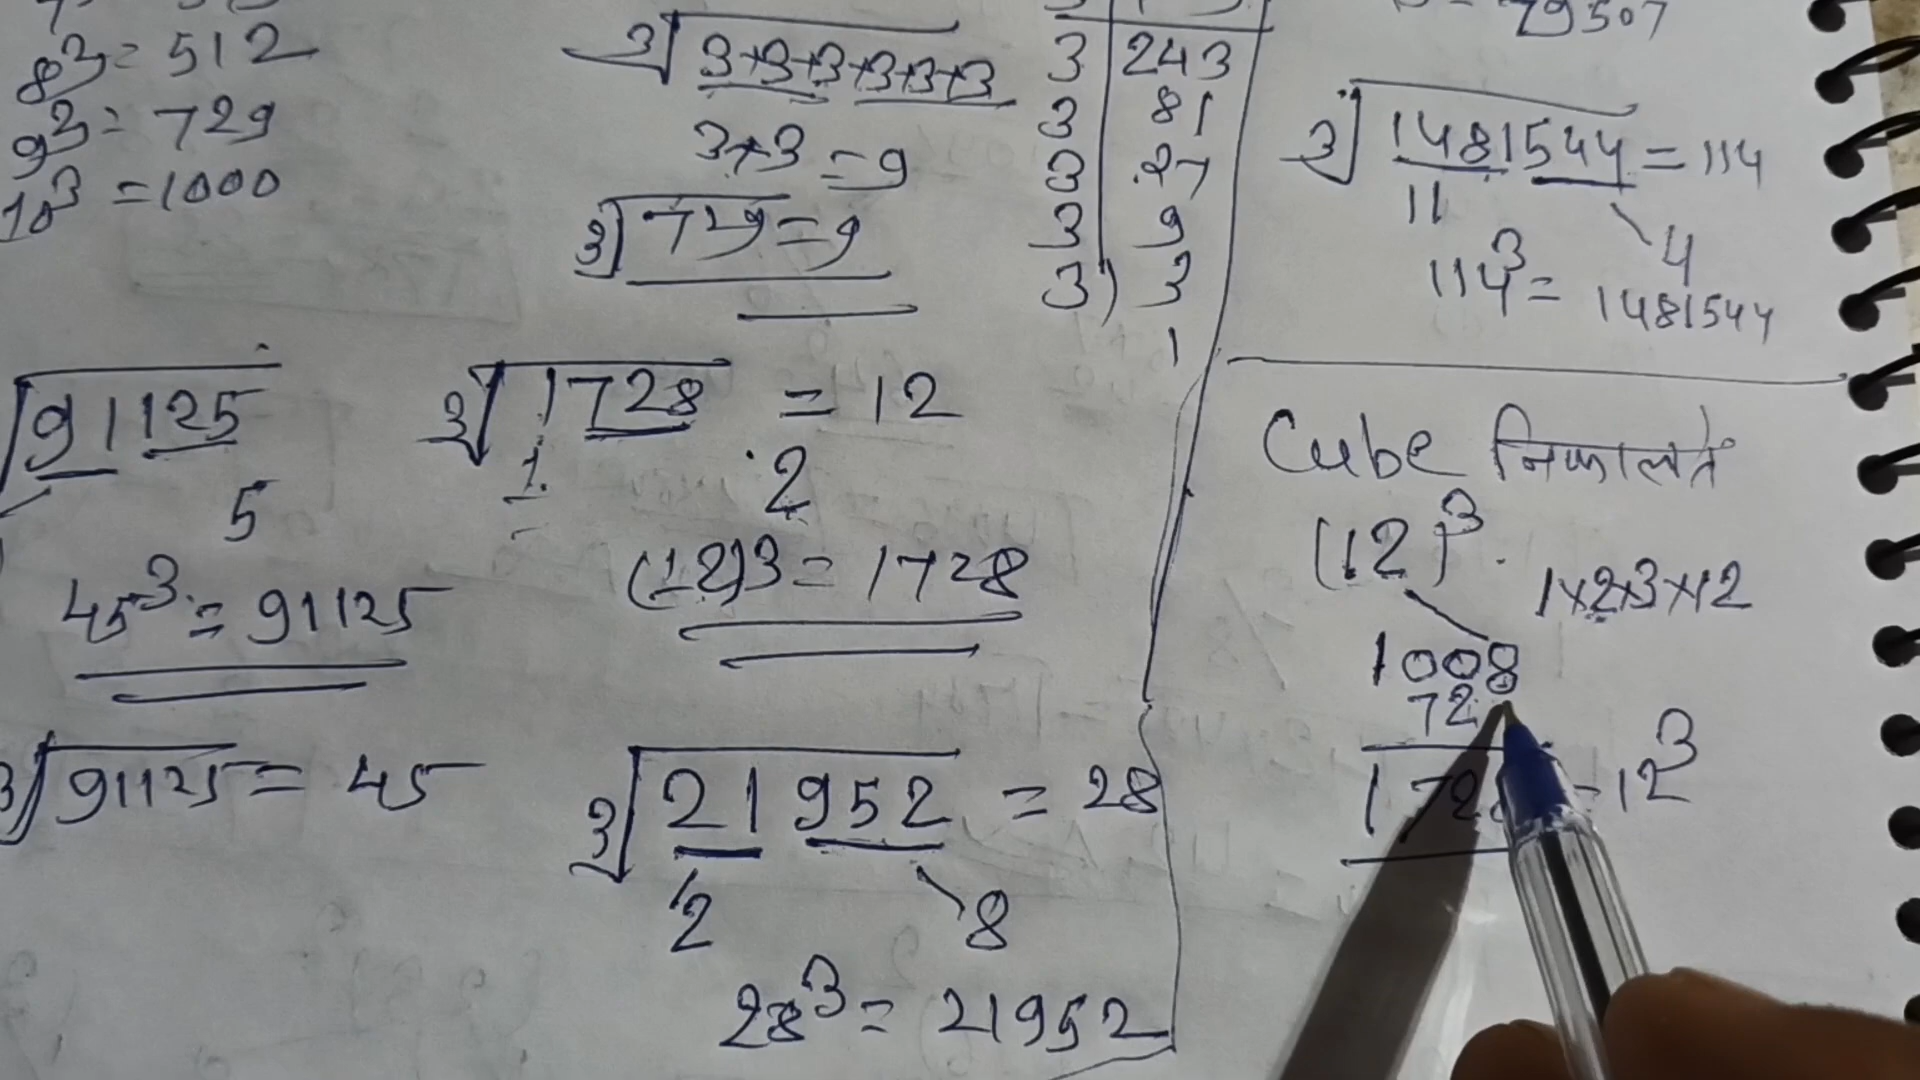 8³ = 512
9³ = 729
10³ = 1000
∛91125
5
45³ = 91125
∛91125 = 45
∛3×3×3×3×3×3
3×3 = 9
∛729 = 9
3 | 243
3 | 81
3 | 27
3 | 9
3 | 3
1
∛1728 = 12
1 2
(12)3 = 1728
∛21952 = 28
2 8
28³ = 21952
79507
∛1481544 = 114
11 4
114³ = 1481544
Cube निकालते
(12)³
1×2×3×12
1008
72
172 = 12³